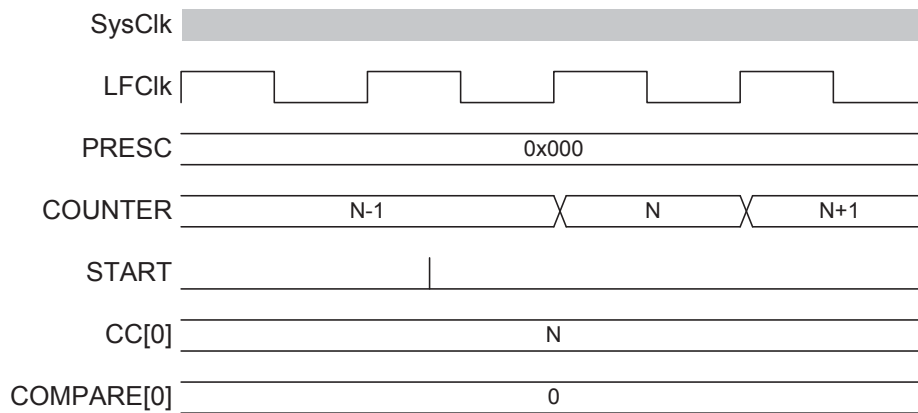 SysClk
LFClk
PRESC 0x000
COUNTER N-1 N N+1
START
CC[0] N
COMPARE[0] 0